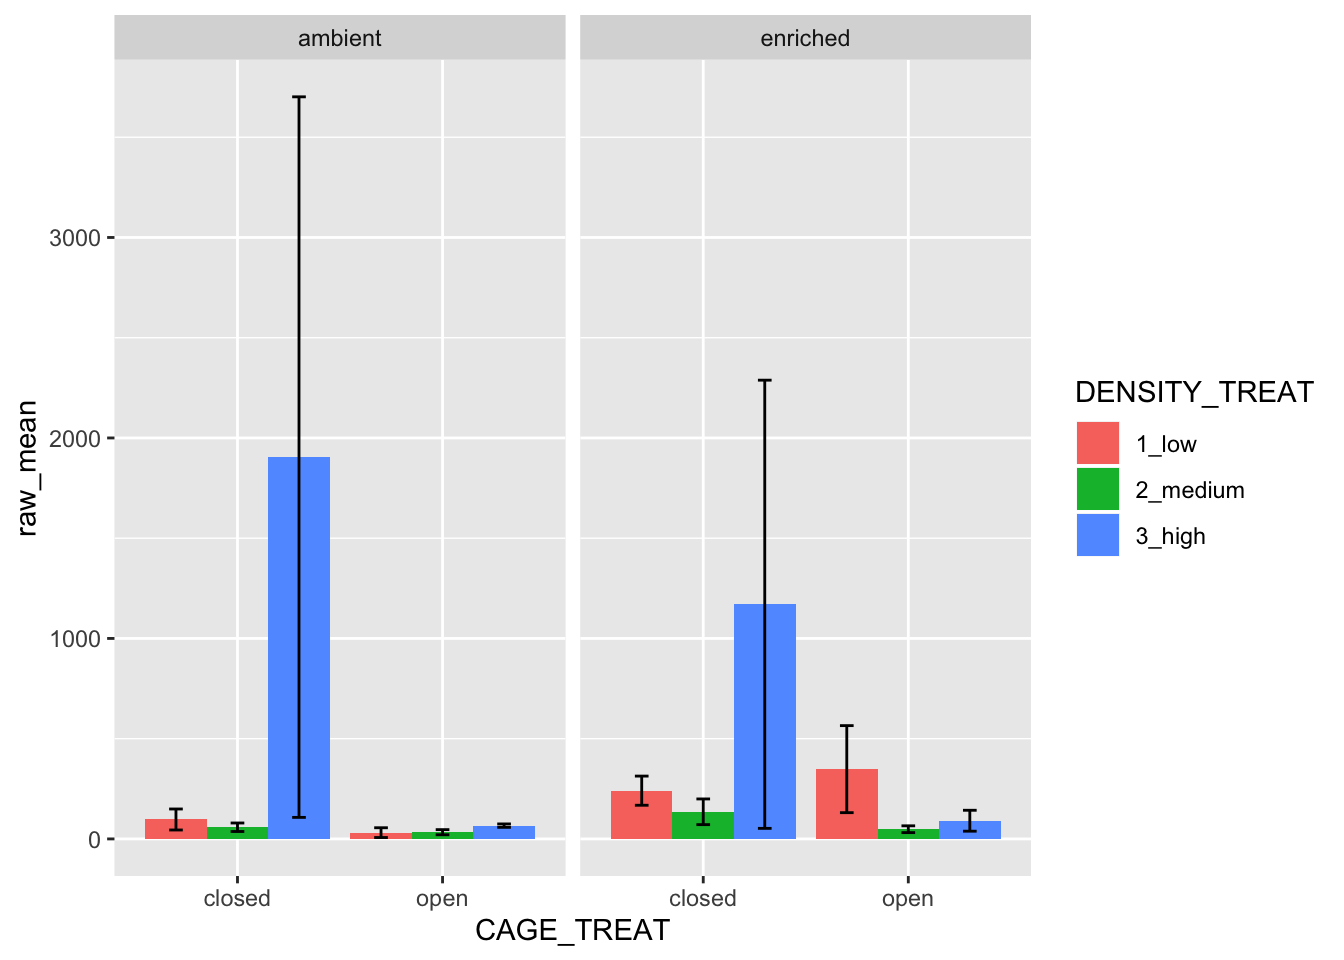 ambient
enriched
raw_mean
3000
2000
1000
0
closed
open
closed
open
CAGE_TREAT
DENSITY_TREAT
1_low
2_medium
3_high